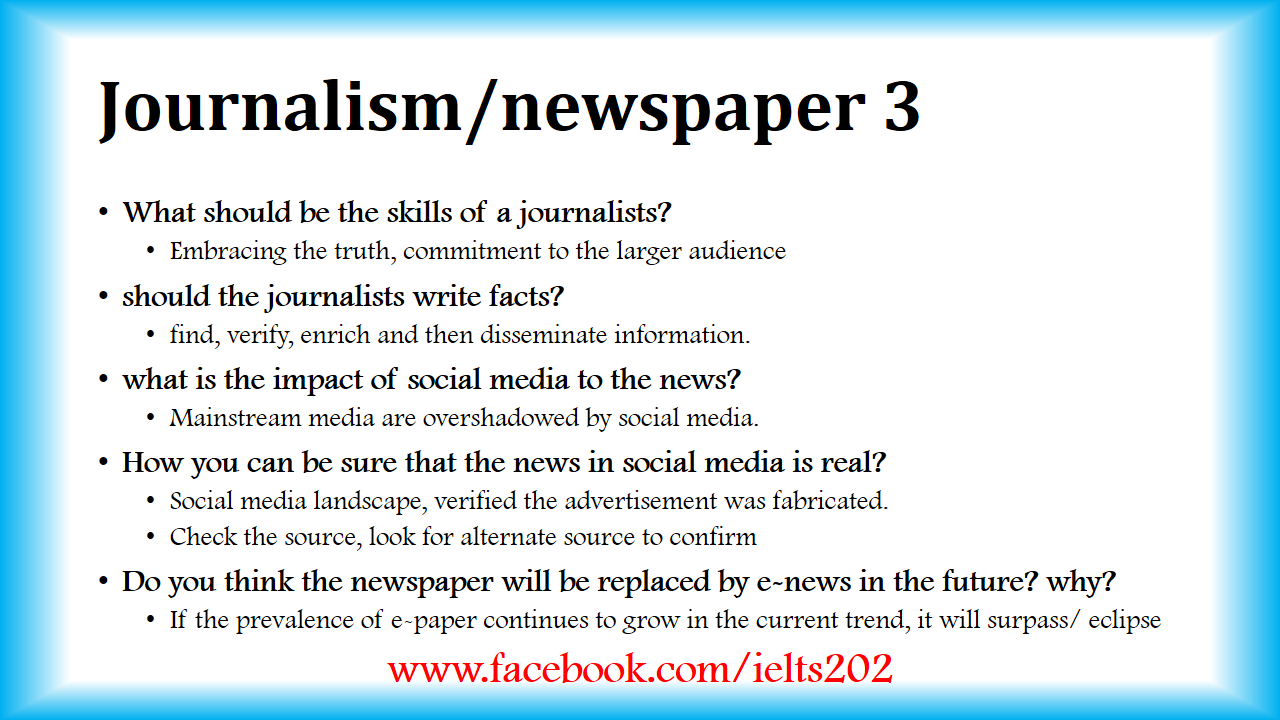 Journalism/newspaper 3
• What should be the skills of a journalists?
• Embracing the truth, commitment to the larger audience
• should the journalists write facts?
• find, verify, enrich and then disseminate information.
• what is the impact of social media to the news?
• Mainstream media are overshadowed by social media.
• How you can be sure that the news in social media is real?
• Social media landscape, verified the advertisement was fabricated.
• Check the source, look for alternate source to confirm
• Do you think the newspaper will be replaced by e-news in the future? why?
• If the prevalence of e-paper continues to grow in the current trend, it will surpass/ eclipse
www.facebook.com/ielts202